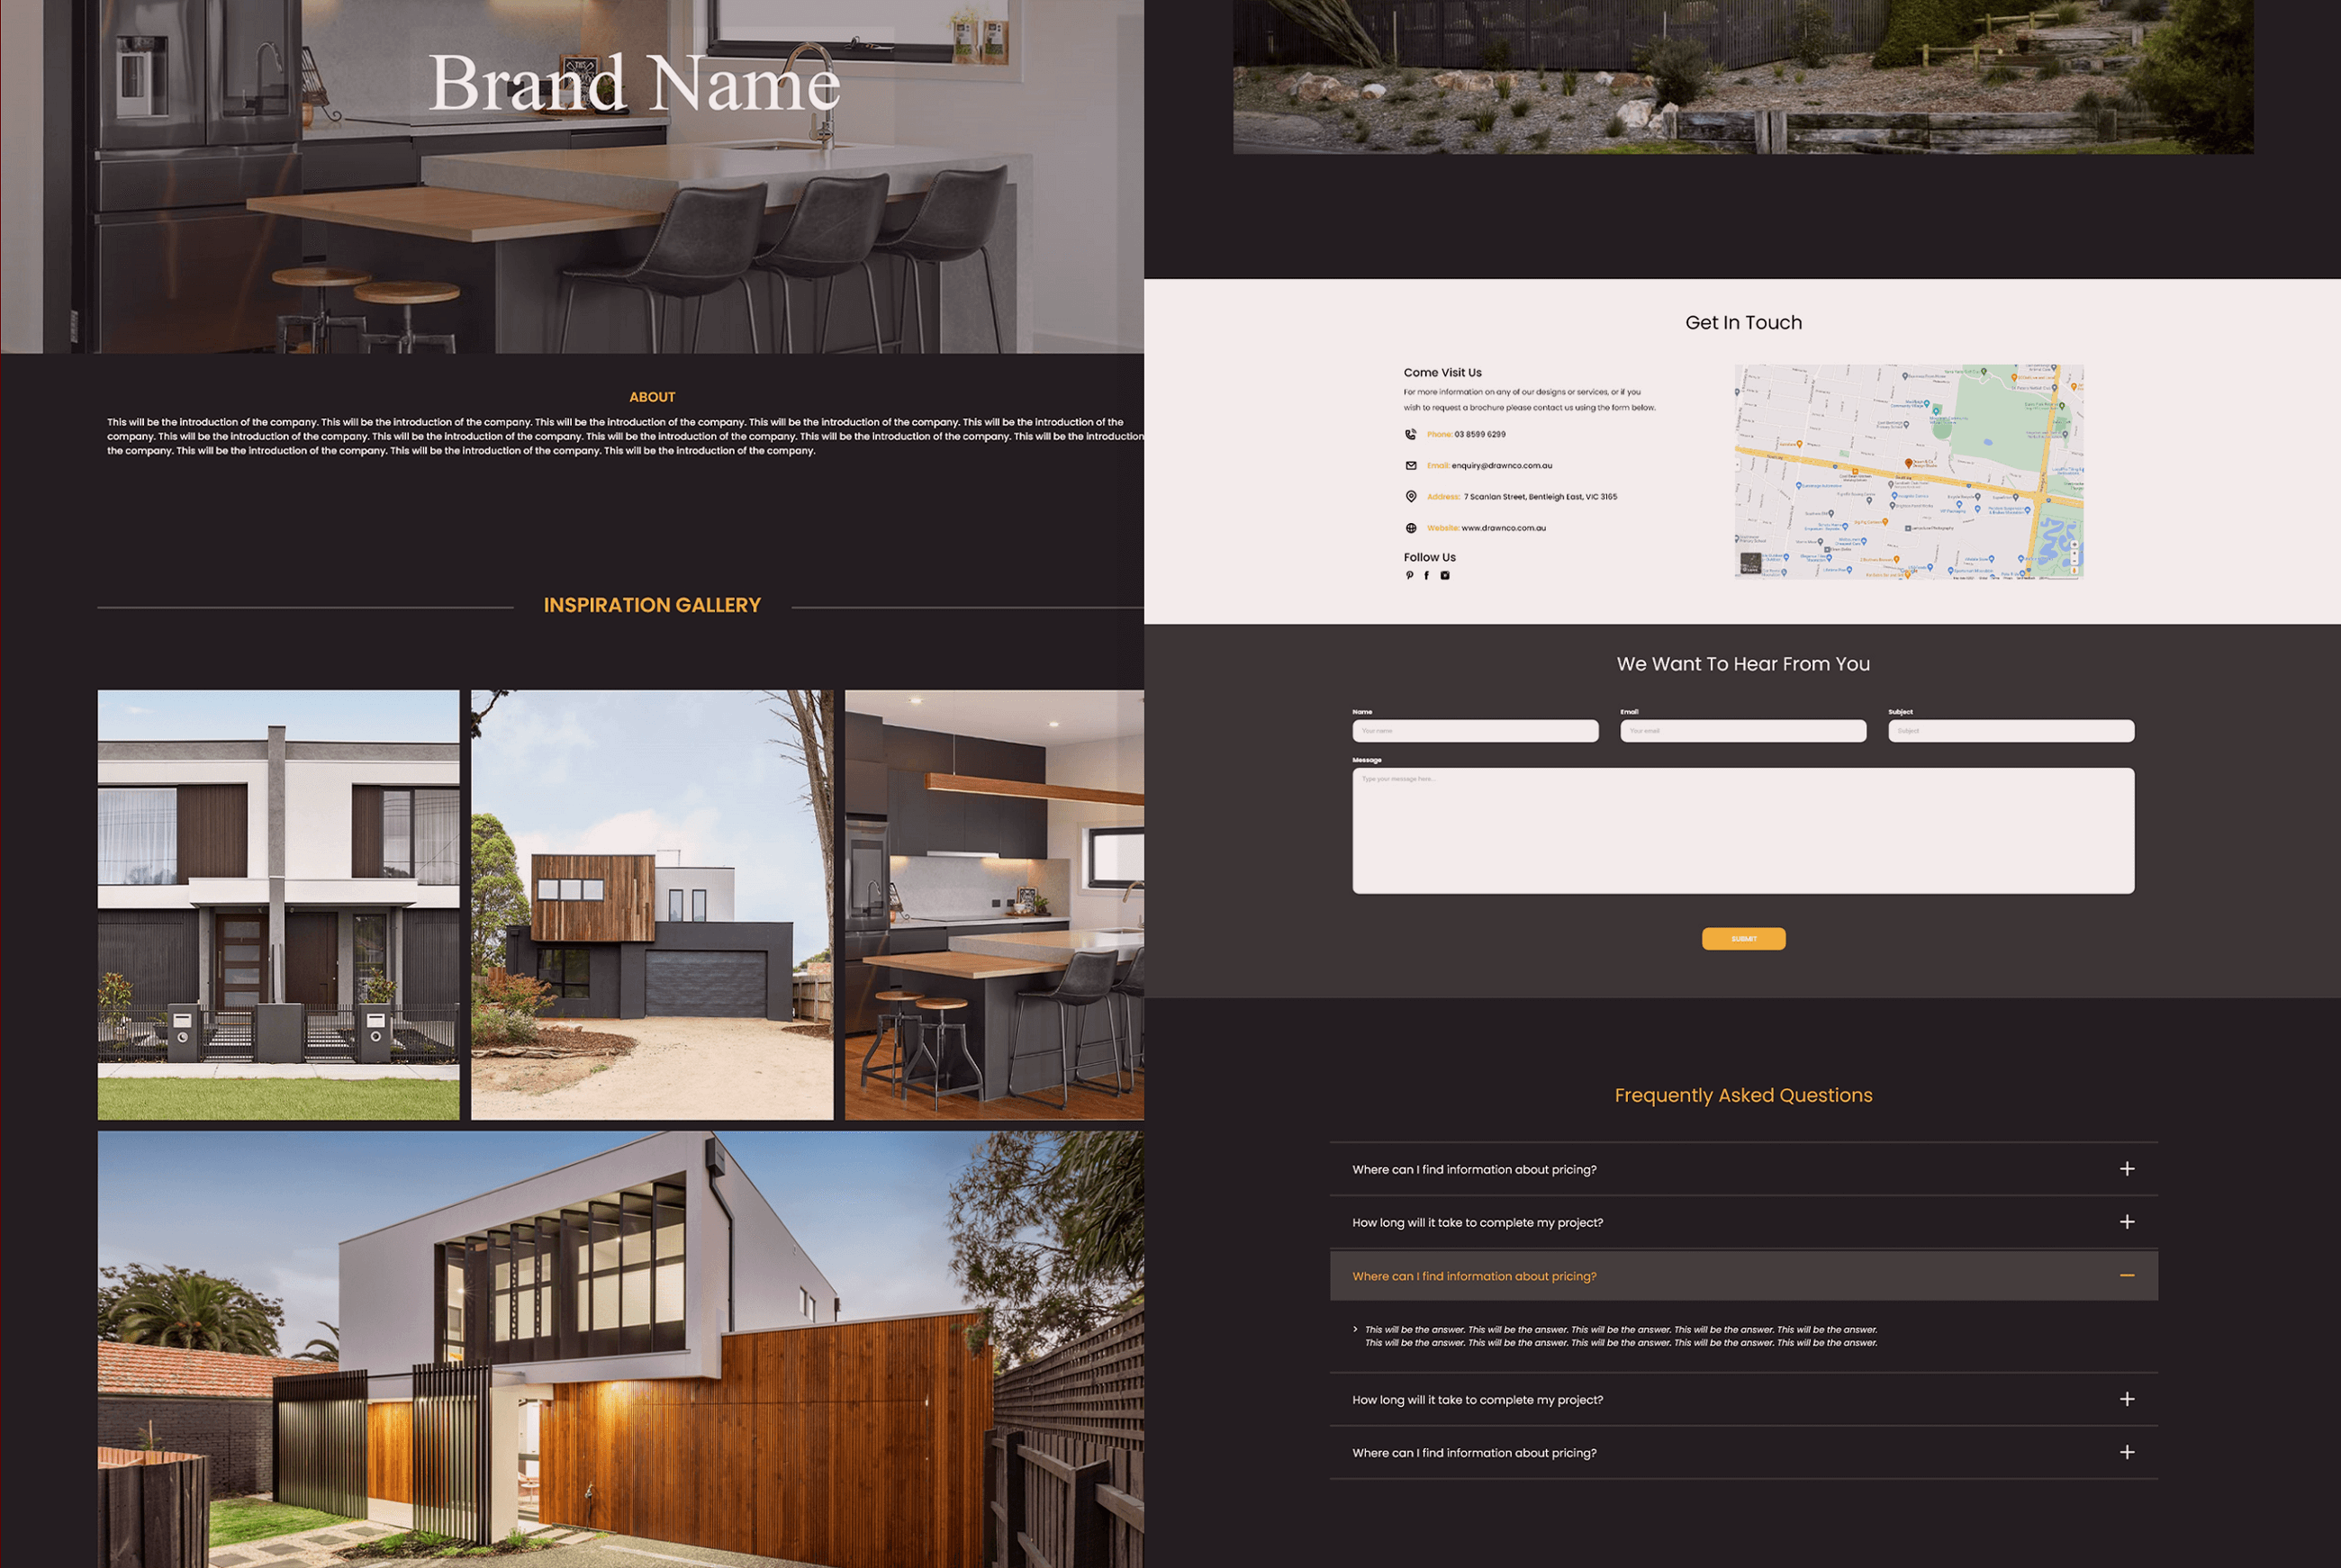 Brand Name
ABOUT
This will be the introduction of the company. This will be the introduction of the company. This will be the introduction of the company. This will be the introduction of the company. This will be the introduction of the
company. This will be the introduction of the company. This will be the introduction of the company. This will be the introduction of the company. This will be the introduction of the company. This will be the introduction
the company. This will be the introduction of the company. This will be the introduction of the company. This will be the introduction of the company.
INSPIRATION GALLERY
Get In Touch
Come Visit Us
For more information on any of our designs or services, or if you
wish to request a brochure please contact us using the form below.
Phone: 03 8599 6299
Email: enquiry@drawnco.com.au
Address: 7 Scanlan Street, Bentleigh East, VIC 3165
Website: www.drawnco.com.au
Follow Us
We Want To Hear From You
Name
Email
Subject
Your name
Your email
Subject
Message
Type your message here...
SUBMIT
Frequently Asked Questions
Where can I find information about pricing?
How long will it take to complete my project?
Where can I find information about pricing?
This will be the answer. This will be the answer. This will be the answer. This will be the answer. This will be the answer.
This will be the answer. This will be the answer. This will be the answer. This will be the answer. This will be the answer.
How long will it take to complete my project?
Where can I find information about pricing?